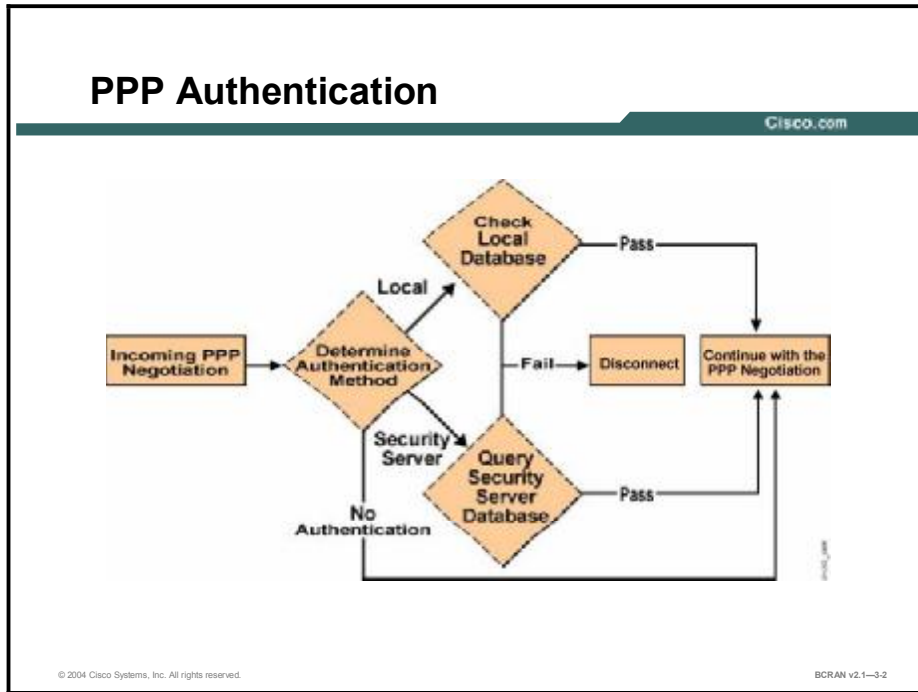 PPP Authentication
Cisco.com
Check
Local
Database
Pass
Local
Incoming PPP
Negotiation
Determine
Authentication
Method
Fail
Disconnect
Continue with the
PPP Negotiation
Security
Server
Query
Security
Server
Database
Pass
No
Authentication
© 2004 Cisco Systems, Inc. All rights reserved.
BCRAN v2.1—3-2